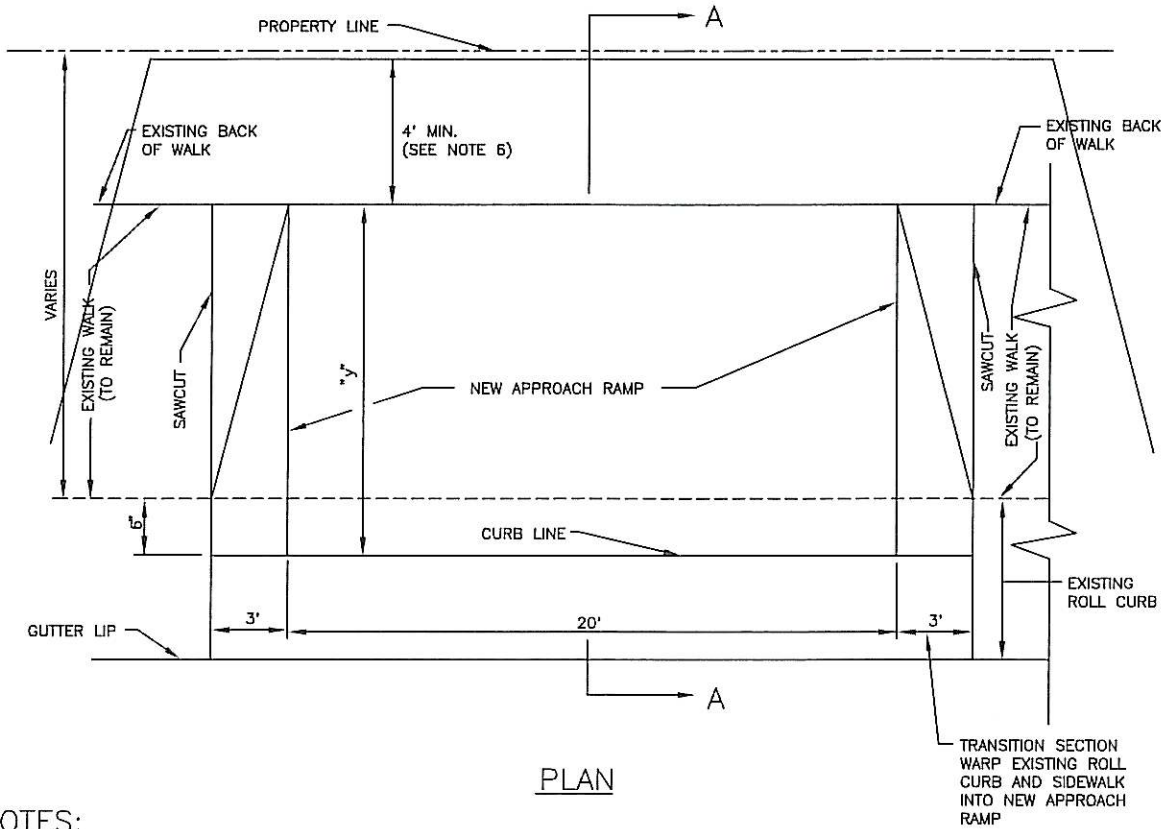 A
PROPERTY LINE
EXISTING BACK
OF WALK
4' MIN.
(SEE NOTE 6)
EXISTING BACK
OF WALK
VARIES
EXISTING WALK
(TO REMAIN)
SAWCUT
"y"
NEW APPROACH RAMP
SAWCUT
EXISTING WALK
(TO REMAIN)
6"
CURB LINE
EXISTING
ROLL CURB
GUTTER LIP
3'
20'
3'
A
TRANSITION SECTION
WARP EXISTING ROLL
CURB AND SIDEWALK
INTO NEW APPROACH
RAMP
PLAN
OTES: